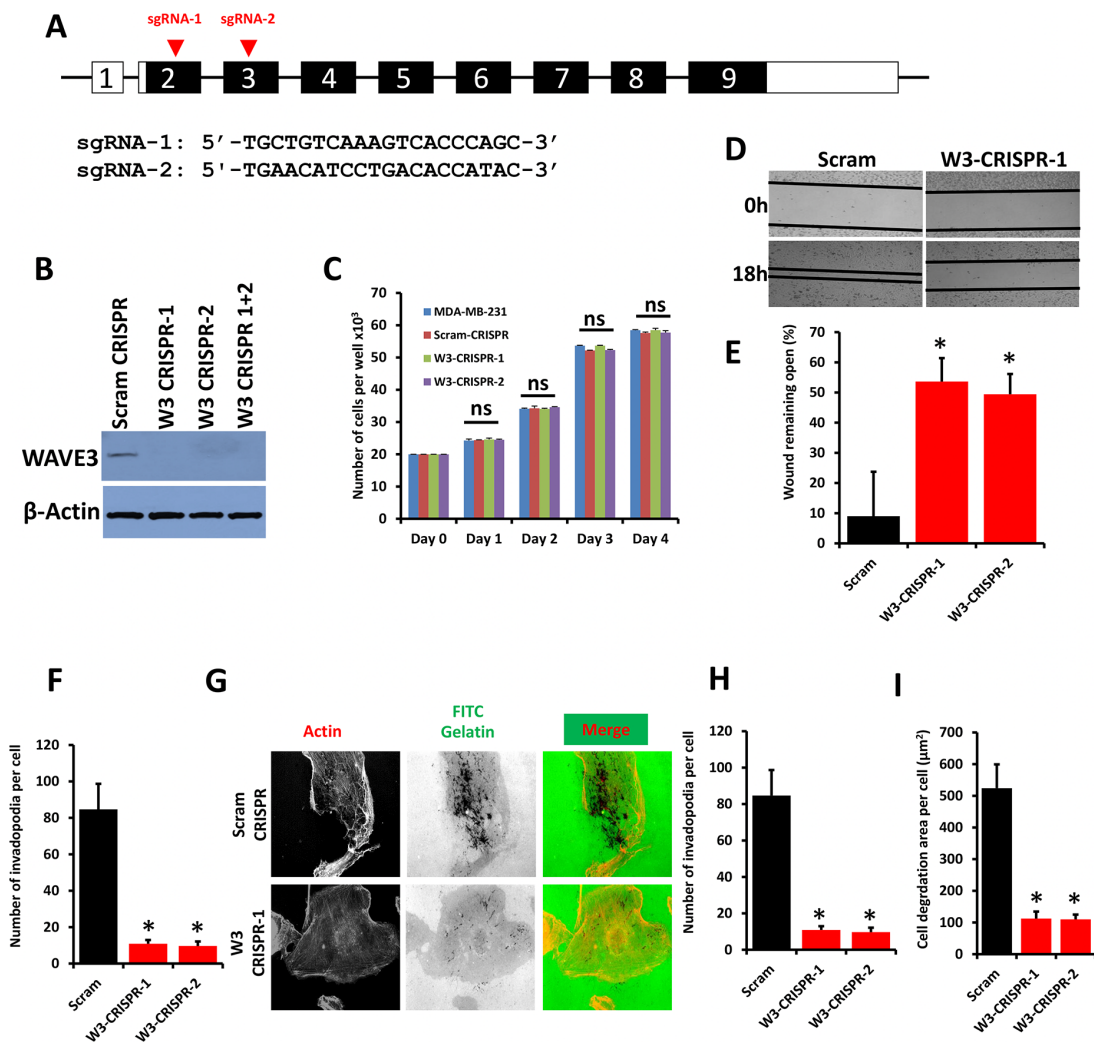 A
sgRNA-1 sgRNA-2
1 2 3 4 5 6 7 8 9
sgRNA-1: 5’-TGCTGTCAAAGTCACCCAGC-3’
sgRNA-2: 5'-TGAACATCCTGACACCATAC-3’
B
Scram CRISPR
W3 CRISPR-1
W3 CRISPR-2
W3 CRISPR 1+2
WAVE3
β-Actin
C
Number of cells per well x10³
70
60
50
40
30
20
10
0
MDA-MB-231
Scram-CRISPR
W3-CRISPR-1
W3-CRISPR-2
ns
ns
ns
ns
Day 0 Day 1 Day 2 Day 3 Day 4
D
Scram W3-CRISPR-1
0h
18h
E
Wound remaining open (%)
70
60
50
40
30
20
10
0
* *
Scram
W3-CRISPR-1
W3-CRISPR-2
F
Number of invadopodia per cell
120
100
80
60
40
20
0
* *
Scram
W3-CRISPR-1
W3-CRISPR-2
G
Actin
FITC
Gelatin
Merge
Scram
CRISPR
W3
CRISPR-1
H
Number of invadopodia per cell
120
100
80
60
40
20
0
* *
Scram
W3-CRISPR-1
W3-CRISPR-2
I
Cell degrdation area per cell (µm²)
700
600
500
400
300
200
100
0
* *
Scram
W3-CRISPR-1
W3-CRISPR-2